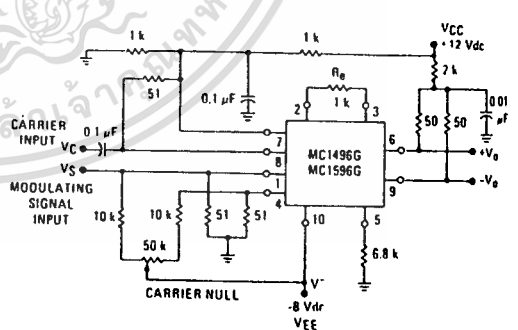 1 k
1 k
VCC
+12 Vdc
2 k
51
0.1 µF
Re
1 k
2
3
50
50
0.01
µF
CARRIER
INPUT
0.1 µF
VC
VS
MODULATING
SIGNAL
INPUT
7
8
1
4
MC1496G
MC1596G
6
9
+Vo
-Vo
10 k
10 k
51
51
10
5
50 k
6.8 k
CARRIER NULL
V-
-8 Vdc
VEE